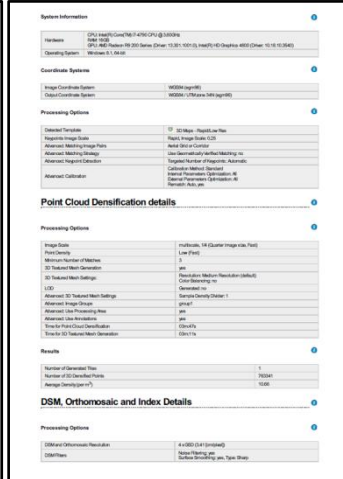 System Information
Hardware CPU: Intel(R) Core(TM) i7-4790 CPU @ 3.60GHz
RAM: 16GB
GPU: AMD Radeon R9 200 Series (Driver: 13.301.1001.0), Intel(R) HD Graphics 4600 (Driver:
Operating System Windows 8.1, 64-bit
Coordinate Systems
Image Coordinate System WGS84 (egm96)
Output Coordinate System WGS84 / UTM zone 34N (egm96)
Processing Options
Detected Template 3D Maps - Rapid/Low Res
Keypoints Image Scale Rapid, Image Scale: 0.25
Advanced: Matching Image Pairs Aerial Grid or Corridor
Advanced: Matching Strategy Use Geometrically Verified Matching: no
Advanced: Keypoint Extraction Targeted Number of Keypoints: Automatic
Advanced: Calibration Calibration Method: Standard
Internal Parameters Optimization: All
External Parameters Optimization: All
Rematch: Auto, yes
Point Cloud Densification details
Processing Options
Image Scale multiscale, 1/4 (Quarter image size, Fast)
Point Density Low (Fast)
Minimum Number of Matches 3
3D Textured Mesh Generation yes
3D Textured Mesh Settings: Resolution: Medium Resolution (default)
Color Balancing: no
LOD Generated: no
Advanced: 3D Textured Mesh Settings Sample Density Divider: 1
Advanced: Image Groups group1
Advanced: Use Processing Area yes
Advanced: Use Annotations yes
Time for Point Cloud Densification 03m:47s
Time for 3D Textured Mesh Generation 03m:11s
Results
Number of Generated Tiles 1
Number of 3D Densified Points 763341
Average Density (per m³) 10.66
DSM, Orthomosaic and Index Details
Processing Options
DSM and Orthomosaic Resolution 4 x GSD
DSM Filters Noise Filtering: yes
Surface Smoothing: yes, Type: Sharp